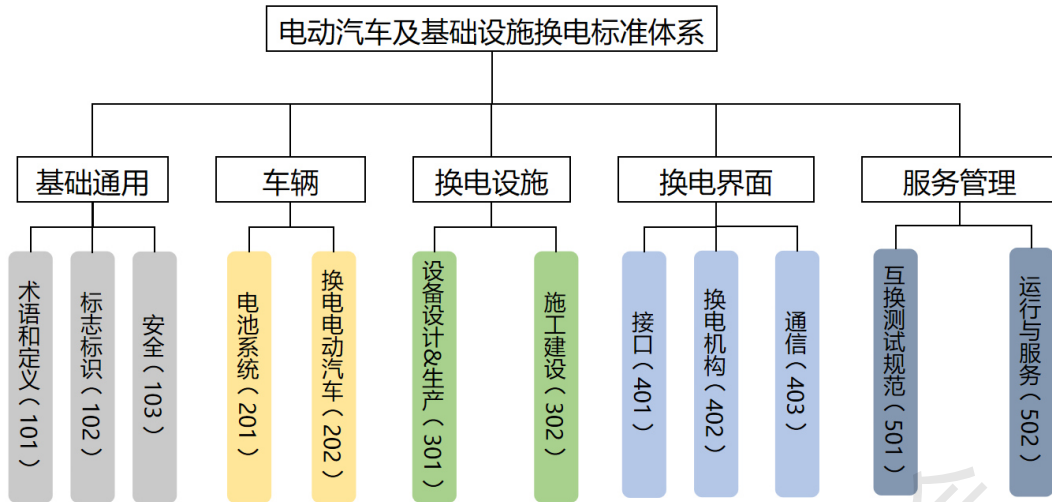 电动汽车及基础设施换电标准体系
基础通用
车辆
换电设施
换电界面
服务管理
术语和定义（101）
标志标识（102）
安全（103）
电池系统（201）
换电电动汽车（202）
设备设计&生产（301）
施工建设（302）
接口（401）
换电机构（402）
通信（403）
互换测试规范（501）
运行与服务（502）